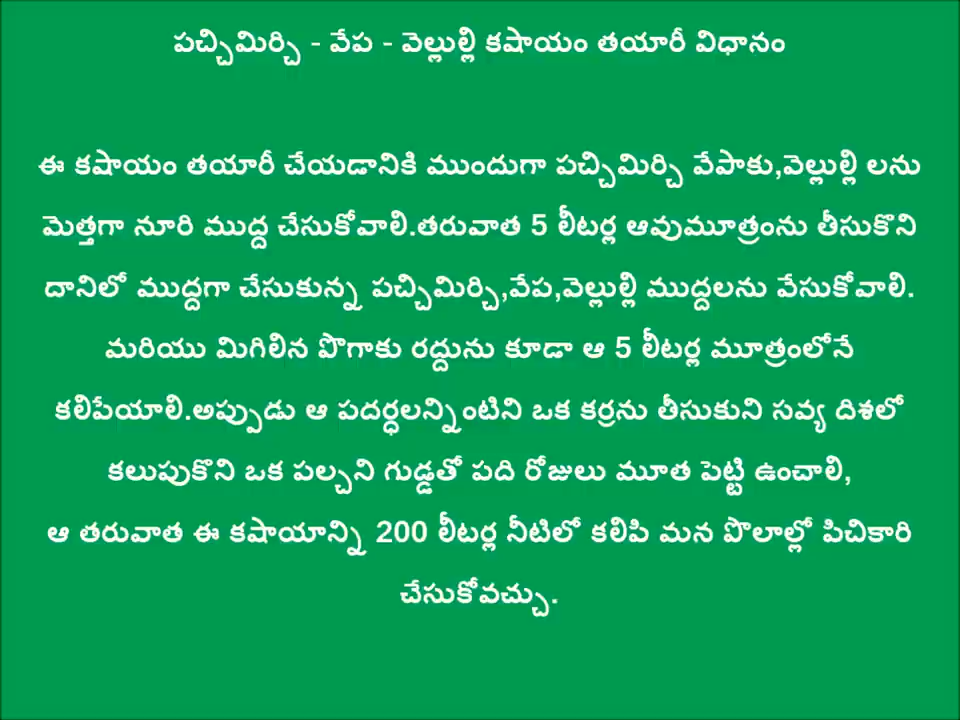 పచ్చిమిర్చి - వేప - వెల్లుల్లి కషాయం తయారీ విధానం
ఈ కషాయం తయారీ చేయడానికి ముందుగా పచ్చిమిర్చి వేపాకు,వెల్లుల్లి లను
మెత్తగా నూరి ముద్ద చేసుకోవాలి.తరువాత 5 లీటర్ల ఆవుమూత్రంను తీసుకొని
దానిలో ముద్దగా చేసుకున్న పచ్చిమిర్చి,వేప,వెల్లుల్లి ముద్దలను వేసుకోవాలి.
మరియు మిగిలిన పొగాకు రద్దును కూడా ఆ 5 లీటర్ల మూత్రంలోనే
కలిపేయాలి.అప్పుడు ఆ పదర్ధలన్నింటిని ఒక కర్రను తీసుకుని సవ్య దిశలో
కలుపుకొని ఒక పల్చని గుడ్డతో పది రోజులు మూత పెట్టి ఉంచాలి,
ఆ తరువాత ఈ కషాయాన్ని 200 లీటర్ల నీటిలో కలిపి మన పొలాల్లో పిచికారి
చేసుకోవచ్చు.